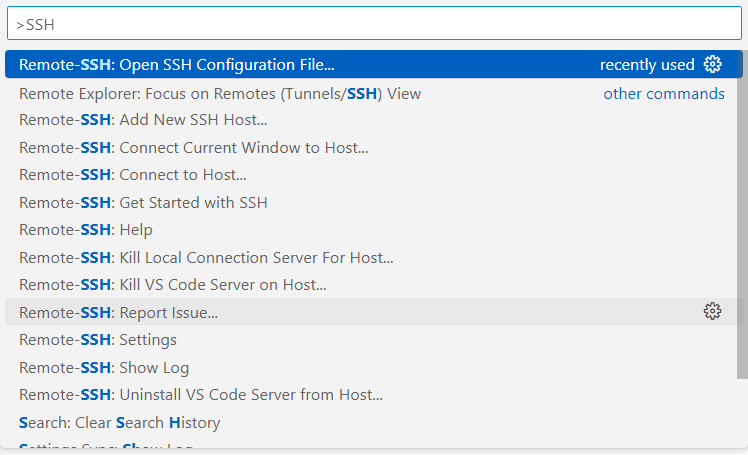 >SSH
Remote-SSH: Open SSH Configuration File... recently used
Remote Explorer: Focus on Remotes (Tunnels/SSH) View other commands
Remote-SSH: Add New SSH Host...
Remote-SSH: Connect Current Window to Host...
Remote-SSH: Connect to Host...
Remote-SSH: Get Started with SSH
Remote-SSH: Help
Remote-SSH: Kill Local Connection Server For Host...
Remote-SSH: Kill VS Code Server on Host...
Remote-SSH: Report Issue...
Remote-SSH: Settings
Remote-SSH: Show Log
Remote-SSH: Uninstall VS Code Server from Host...
Search: Clear Search History
Settings Sync: Show Log